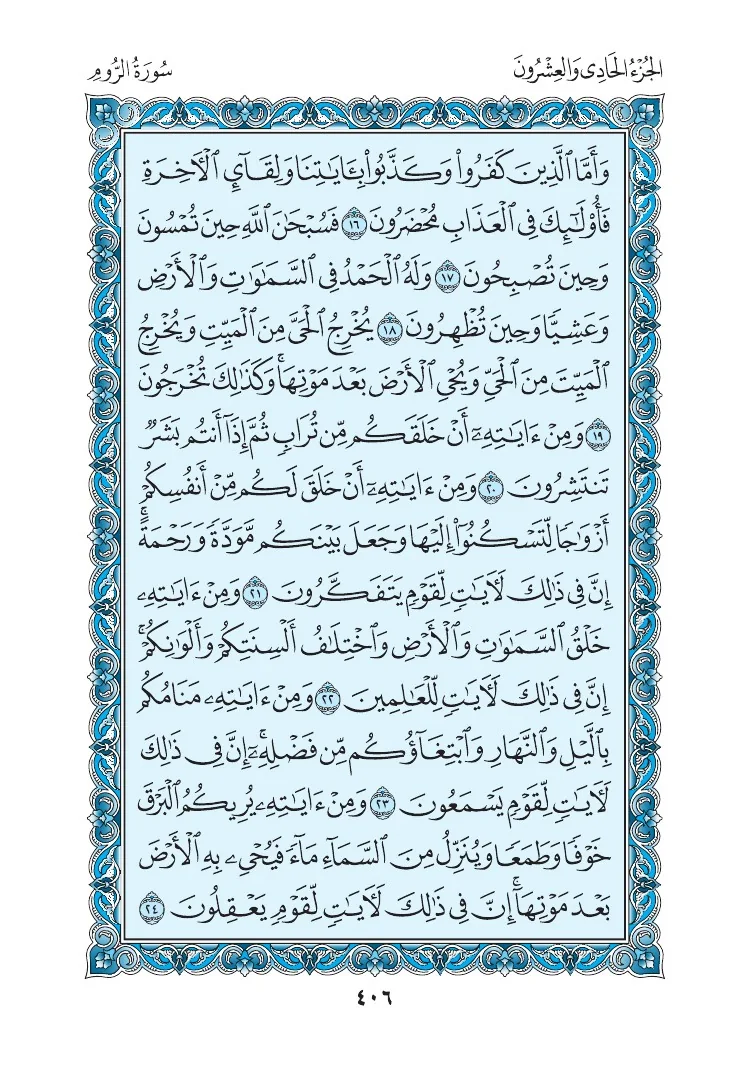 الجُزْءُ الحَادِي وَالعِشْرُونَ
سُورَةُ الرُّومِ
وَأَمَّا ٱلَّذِينَ كَفَرُواْ وَكَذَّبُواْ بِـَٔايَٰتِنَا وَلِقَآيِٕ ٱلۡأٓخِرَةِ
فَأُوْلَٰٓئِكَ فِي ٱلۡعَذَابِ مُحۡضَرُونَ ١٦ فَسُبۡحَٰنَ ٱللَّهِ حِينَ تُمۡسُونَ
وَحِينَ تُصۡبِحُونَ ١٧ وَلَهُ ٱلۡحَمۡدُ فِي ٱلسَّمَٰوَٰتِ وَٱلۡأَرۡضِ
وَعَشِيّٗا وَحِينَ تُظۡهِرُونَ ١٨ يُخۡرِجُ ٱلۡحَيَّ مِنَ ٱلۡمَيِّتِ وَيُخۡرِجُ
ٱلۡمَيِّتَ مِنَ ٱلۡحَيِّ وَيُحۡيِ ٱلۡأَرۡضَ بَعۡدَ مَوۡتِهَاۚ وَكَذَٰلِكَ تُخۡرَجُونَ
١٩ وَمِنۡ ءَايَٰتِهِۦٓ أَنۡ خَلَقَكُم مِّن تُرَابٖ ثُمَّ إِذَآ أَنتُم بَشَرٞ
تَنتَشِرُونَ ٢٠ وَمِنۡ ءَايَٰتِهِۦٓ أَنۡ خَلَقَ لَكُم مِّنۡ أَنفُسِكُمۡ
أَزۡوَٰجٗا لِّتَسۡكُنُوٓاْ إِلَيۡهَا وَجَعَلَ بَيۡنَكُم مَّوَدَّةٗ وَرَحۡمَةًۚ
إِنَّ فِي ذَٰلِكَ لَأٓيَٰتٖ لِّقَوۡمٖ يَتَفَكَّرُونَ ٢١ وَمِنۡ ءَايَٰتِهِۦ
خَلۡقُ ٱلسَّمَٰوَٰتِ وَٱلۡأَرۡضِ وَٱخۡتِلَٰفُ أَلۡسِنَتِكُمۡ وَأَلۡوَٰنِكُمۡۚ
إِنَّ فِي ذَٰلِكَ لَأٓيَٰتٖ لِّلۡعَٰلِمِينَ ٢٢ وَمِنۡ ءَايَٰتِهِۦ مَنَامُكُم
بِٱلَّيۡلِ وَٱلنَّهَارِ وَٱبۡتِغَآؤُكُم مِّن فَضۡلِهِۦٓۚ إِنَّ فِي ذَٰلِكَ
لَأٓيَٰتٖ لِّقَوۡمٖ يَسۡمَعُونَ ٢٣ وَمِنۡ ءَايَٰتِهِۦ يُرِيكُمُ ٱلۡبَرۡقَ
خَوۡفٗا وَطَمَعٗا وَيُنَزِّلُ مِنَ ٱلسَّمَآءِ مَآءٗ فَيُحۡيِۦ بِهِ ٱلۡأَرۡضَ
بَعۡدَ مَوۡتِهَآۚ إِنَّ فِي ذَٰلِكَ لَأٓيَٰتٖ لِّقَوۡمٖ يَعۡقِلُونَ ٢٤
٤٠٦